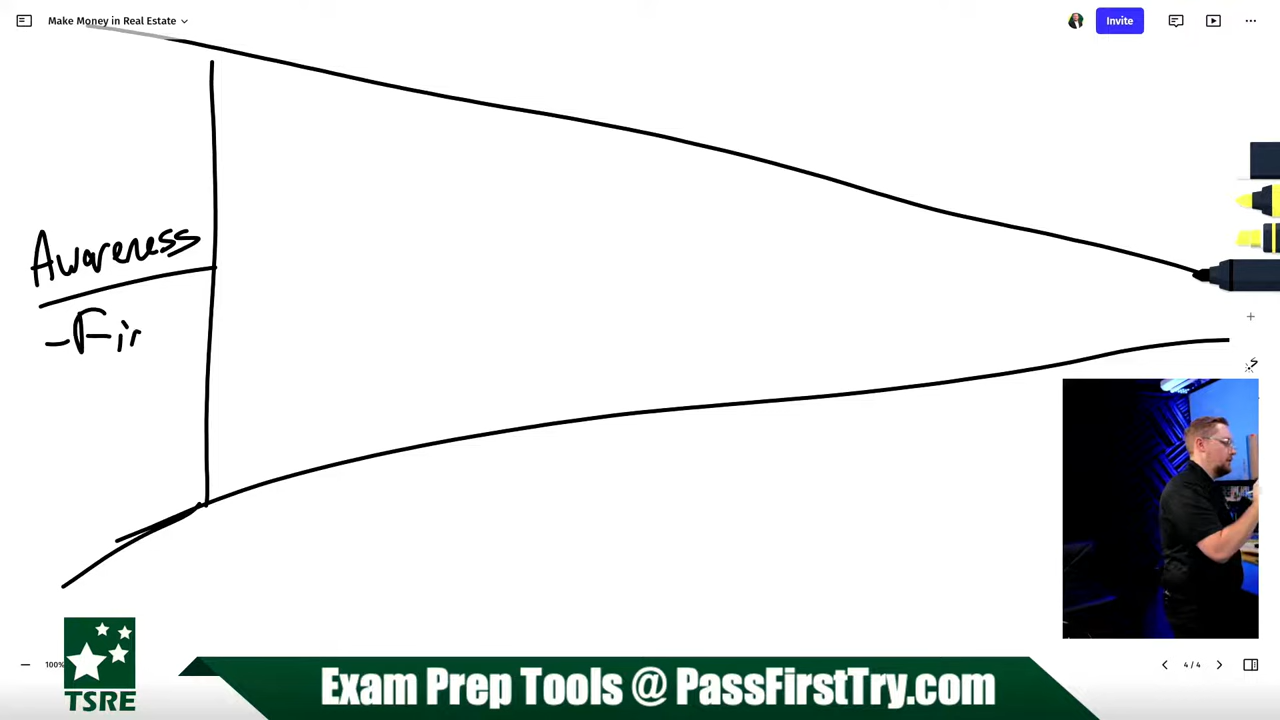 Make Money in Real Estate
Invite
Awareness
-Fir
100%
4/4
TSRE
Exam Prep Tools @ PassFirstTry.com